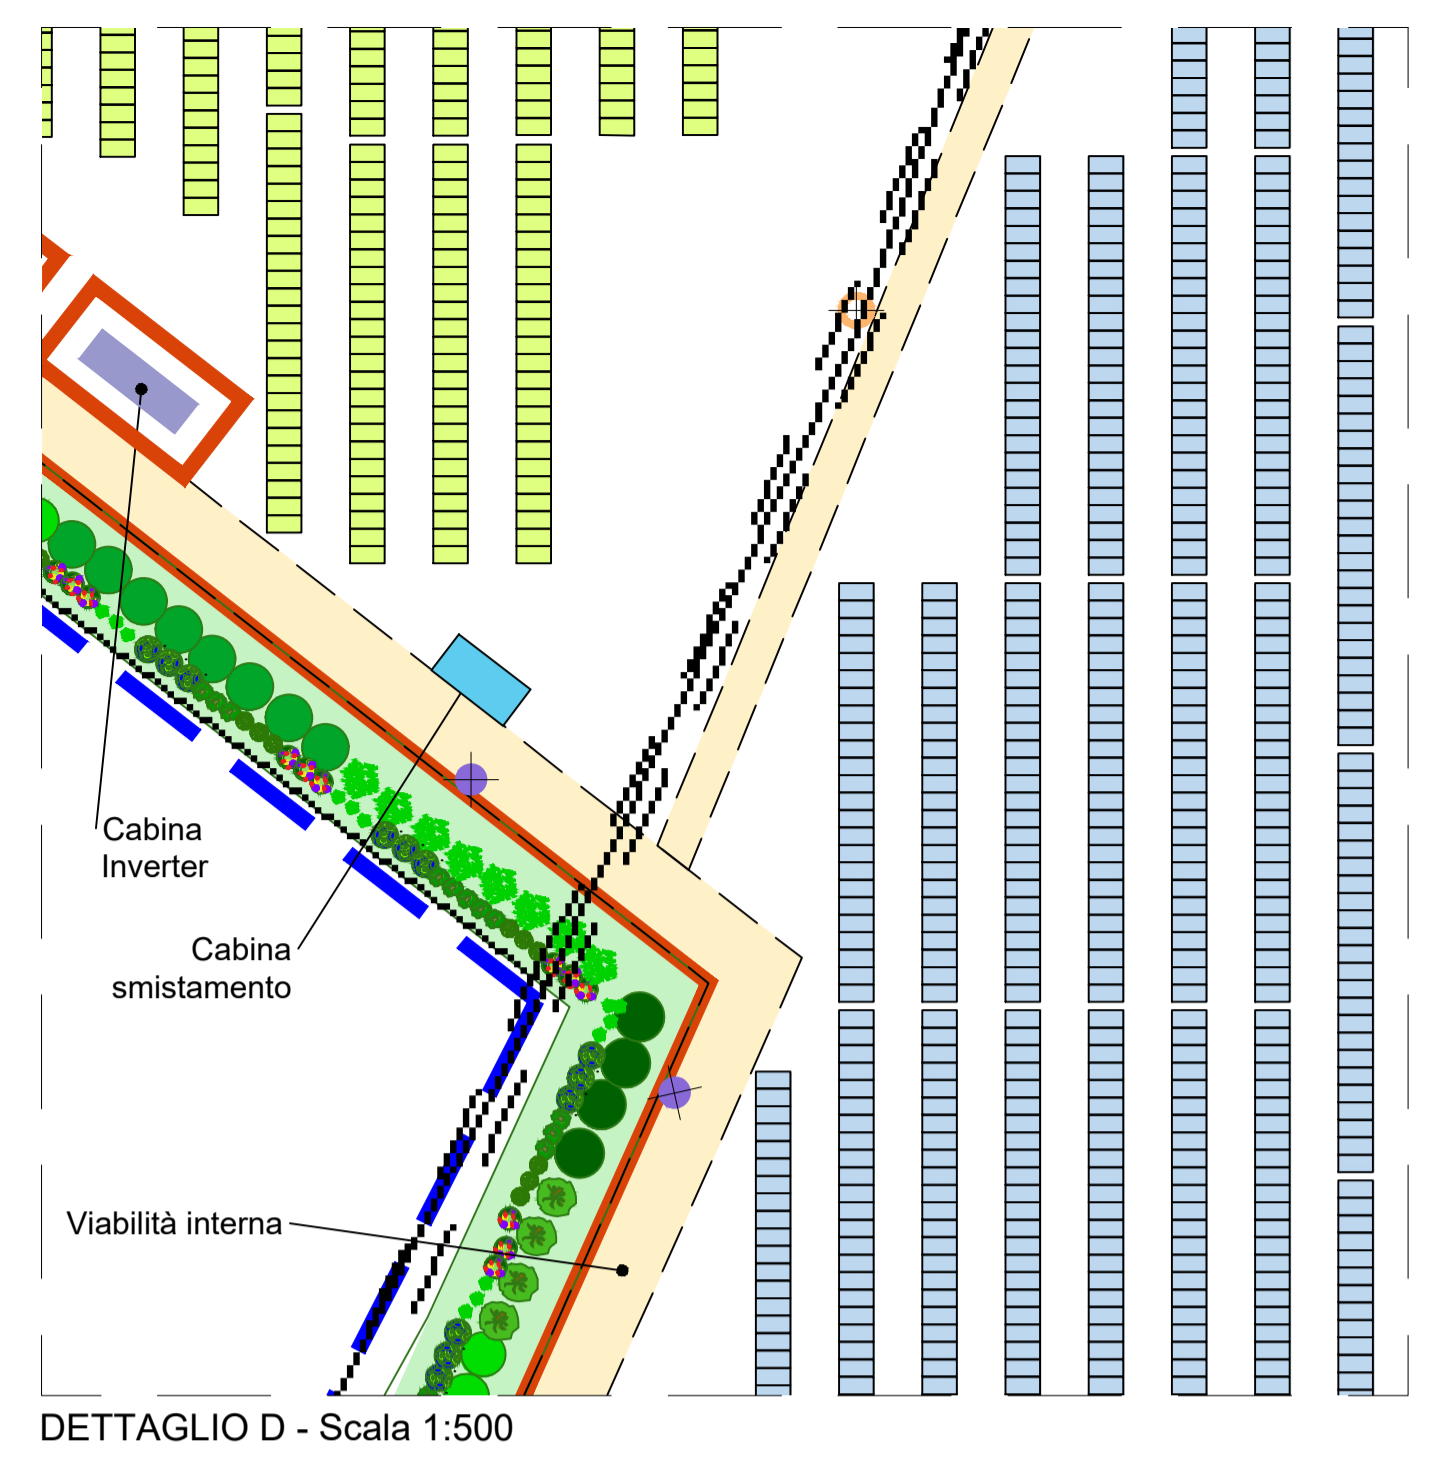 Cabina
Inverter
Cabina
smistamento
Viabilità interna
DETTAGLIO D - Scala 1:500